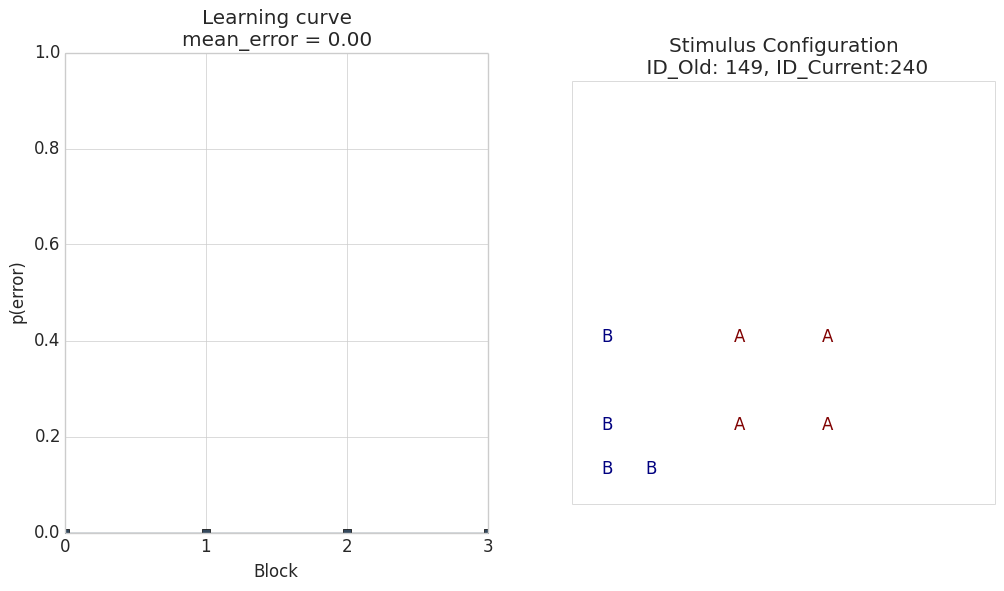 Learning curve
mean_error = 0.00
1.0
0.8
0.6
0.4
0.2
0.0
p(error)
0 1 2 3
Block
Stimulus Configuration
ID_Old: 149, ID_Current:240
B A A
B A A
B B